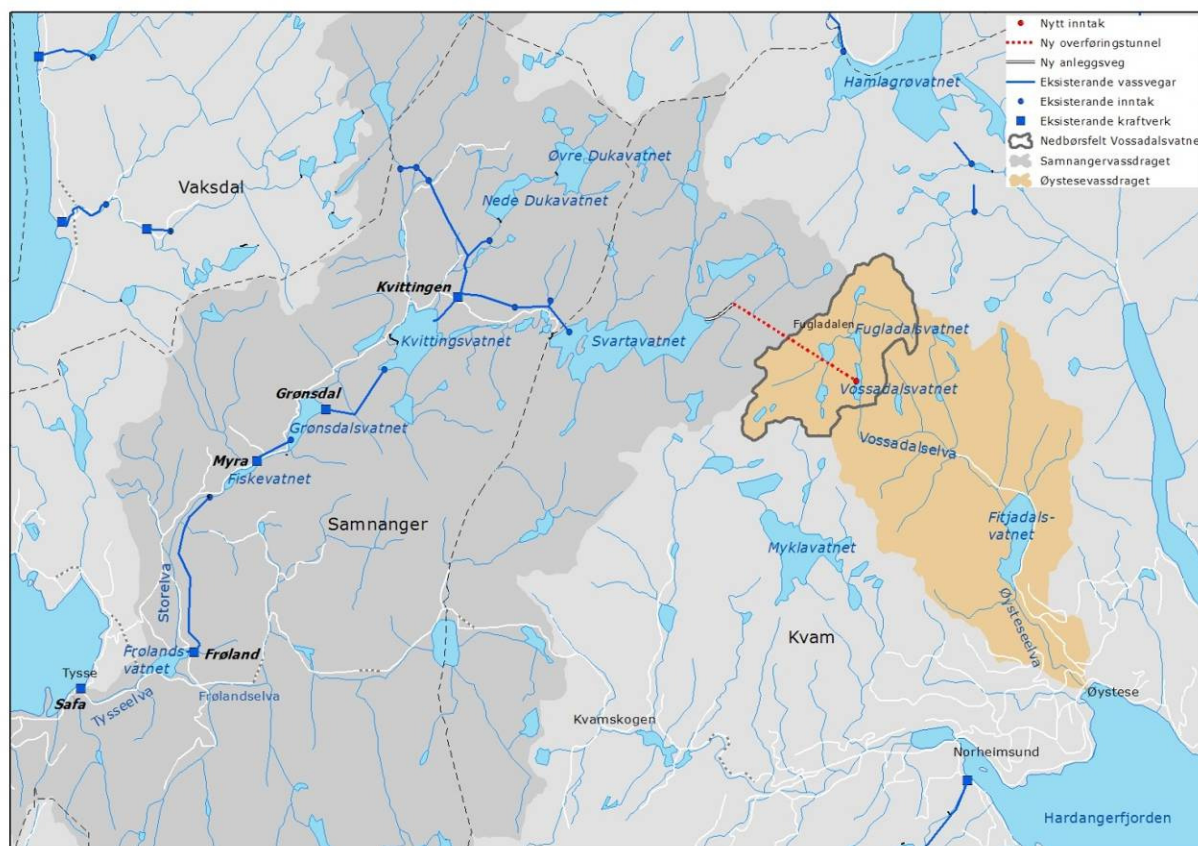 Nytt inntak
Ny overføringstunnel
Ny anleggsveg
Eksisterande vassvegar
Eksisterande inntak
Eksisterande kraftverk
Nedbørsfelt Vossadalsvatne
Samnangervassdraget
Øystesevassdraget
Hamlagrøvatnet
Øvre Dukavatnet
Vaksdal
Nede Dukavatnet
Kvittingen
Kvittingsvatnet
Svartavatnet
Fugladalen
Fugladalsvatnet
Vossadalsvatnet
Grønsdal
Grønsdalsvatnet
Myra
Fiskevatnet
Vossadalselva
Samnanger
Fitjadals-
vatnet
Myklavatnet
Storelva
Øysteseelva
Kvam
Frølands-
vatnet
Frøland
Tysse
Safa
Tysseelva
Frølandselva
Øystese
Kvamskogen
Norheimsund
Hardangerfjorden